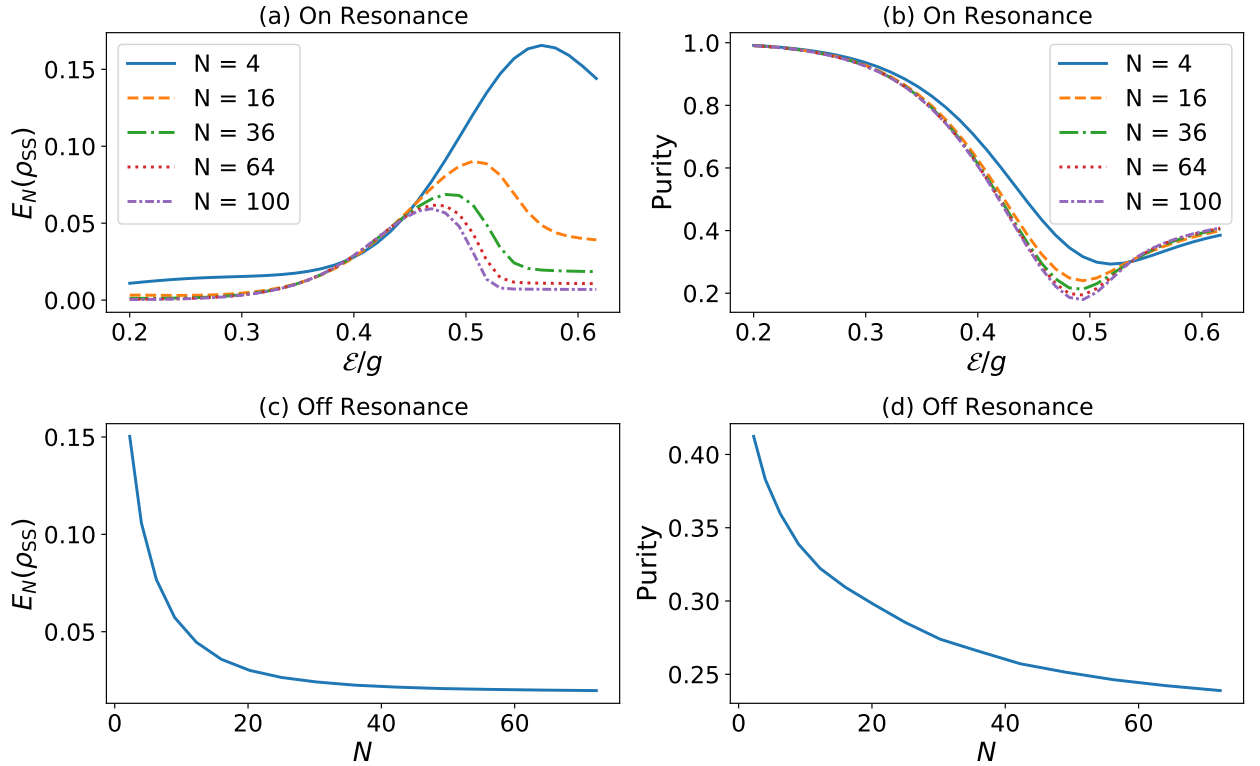 (a) On Resonance
E_N(ρ_SS)
0.15
0.10
0.05
0.00
N = 4
N = 16
N = 36
N = 64
N = 100
0.2 0.3 0.4 0.5 0.6
ℰ/g
(b) On Resonance
Purity
1.0
0.8
0.6
0.4
0.2
N = 4
N = 16
N = 36
N = 64
N = 100
0.2 0.3 0.4 0.5 0.6
ℰ/g
(c) Off Resonance
E_N(ρ_SS)
0.15
0.10
0.05
0 20 40 60
N
(d) Off Resonance
Purity
0.40
0.35
0.30
0.25
0 20 40 60
N